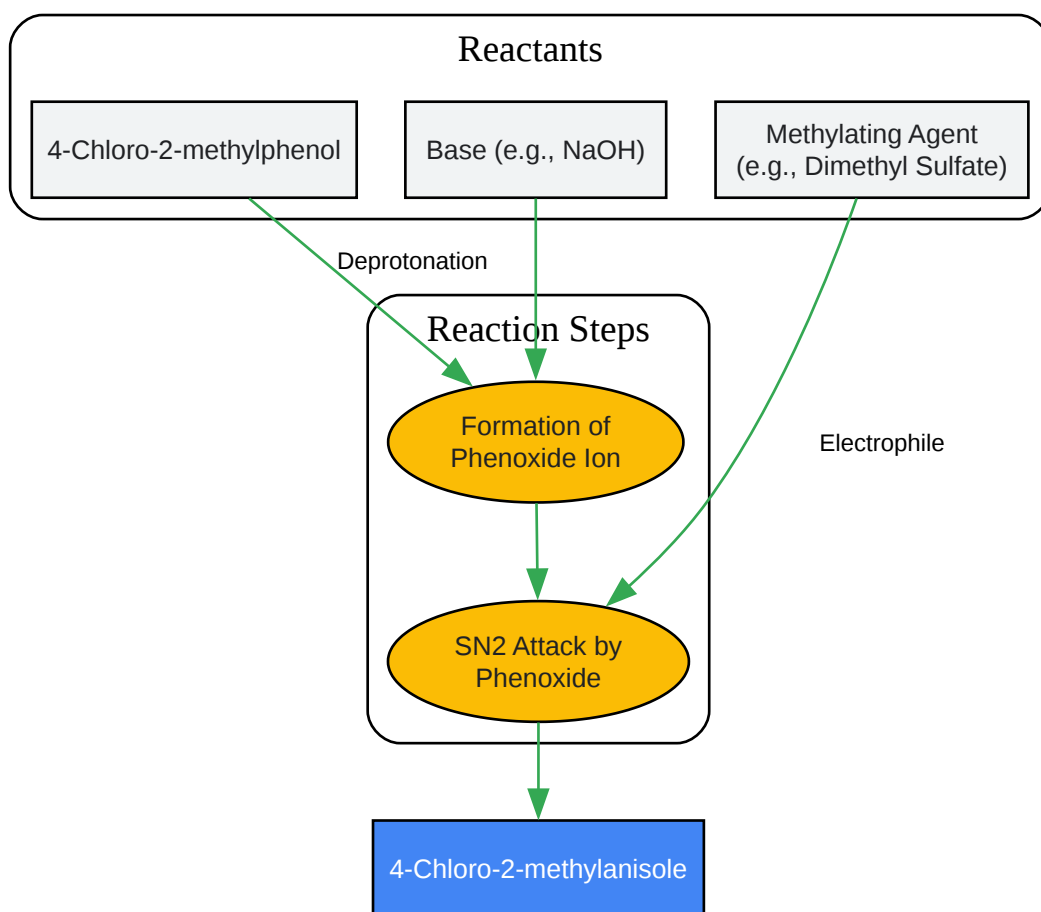 Reactants
4-Chloro-2-methylphenol
Base (e.g., NaOH)
Methylating Agent
(e.g., Dimethyl Sulfate)
Deprotonation
Reaction Steps
Formation of
Phenoxide Ion
Electrophile
SN2 Attack by
Phenoxide
4-Chloro-2-methylanisole